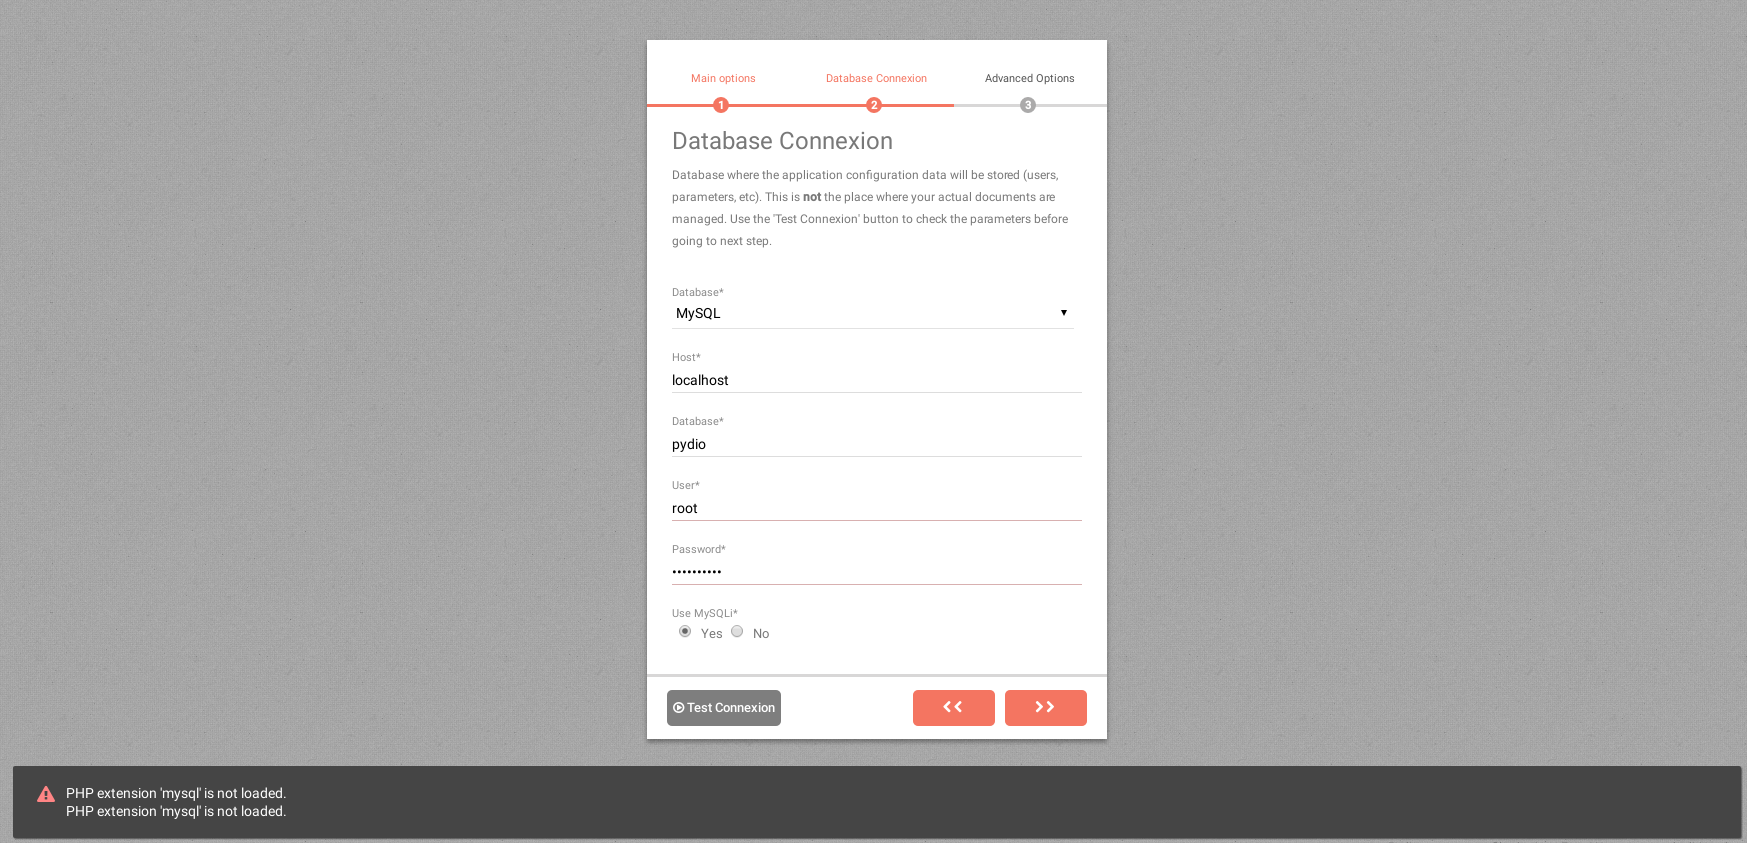 Main options
Database Connexion
Advanced Options
1
2
3
Database Connexion
Database where the application configuration data will be stored (users,
parameters, etc). This is not the place where your actual documents are
managed. Use the 'Test Connexion' button to check the parameters before
going to next step.
Database*
MySQL
Host*
localhost
Database*
pydio
User*
root
Password*
••••••••••
Use MySQLi*
Yes No
Test Connexion
PHP extension 'mysql' is not loaded.
PHP extension 'mysql' is not loaded.